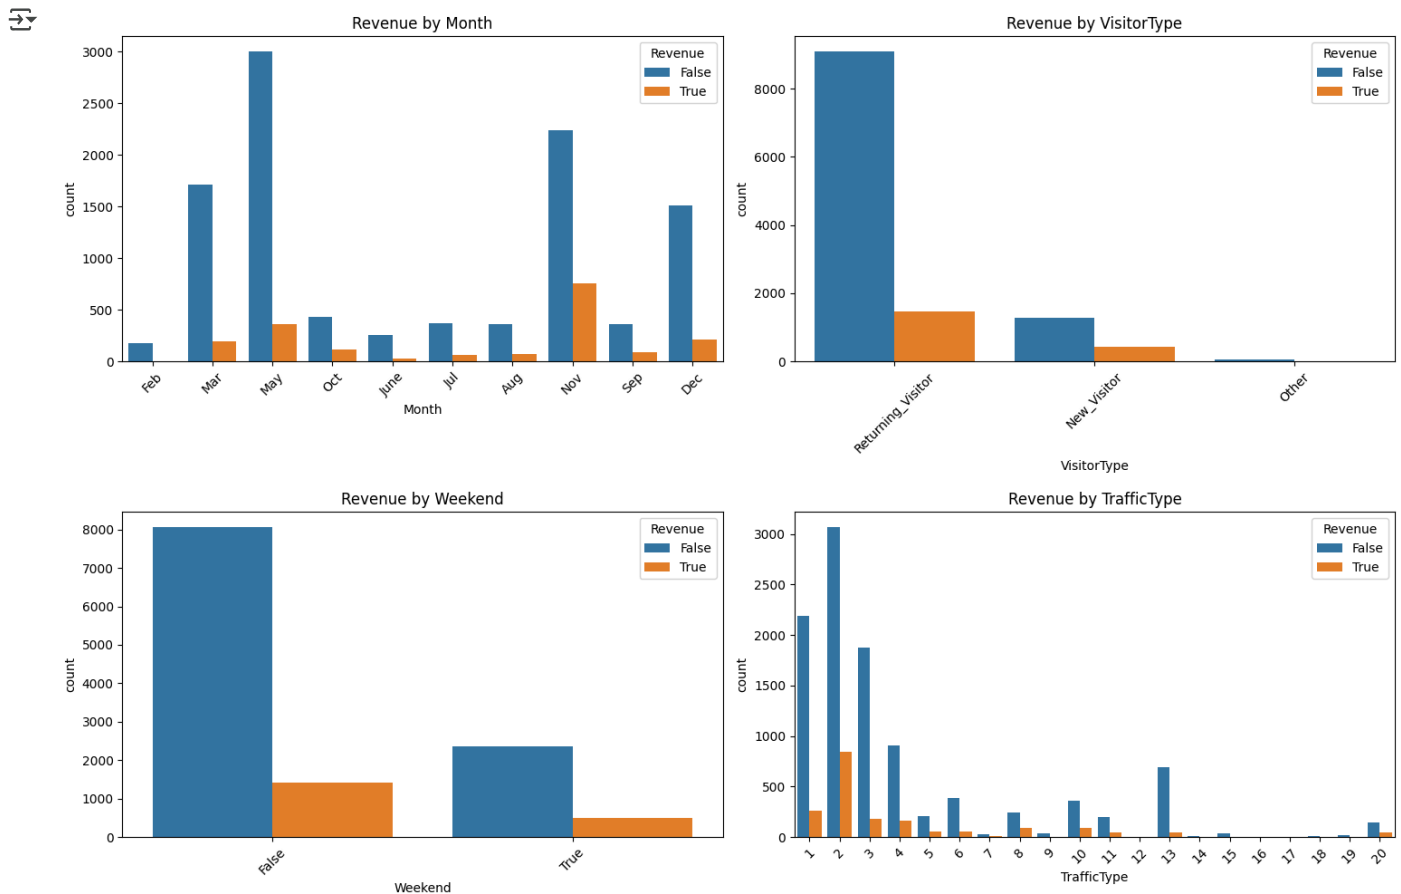 Revenue by Month
3000
2500
2000
1500
1000
500
0
count
Revenue
False
True
Feb
Mar
May
Oct
June
Jul
Aug
Nov
Sep
Dec
Month
Revenue by VisitorType
8000
6000
4000
2000
0
count
Revenue
False
True
Returning_Visitor
New_Visitor
Other
VisitorType
Revenue by Weekend
8000
7000
6000
5000
4000
3000
2000
1000
0
count
Revenue
False
True
False
True
Weekend
Revenue by TrafficType
3000
2500
2000
1500
1000
500
0
count
Revenue
False
True
1
2
3
4
5
6
7
8
9
10
11
12
13
14
15
16
17
18
19
20
TrafficType